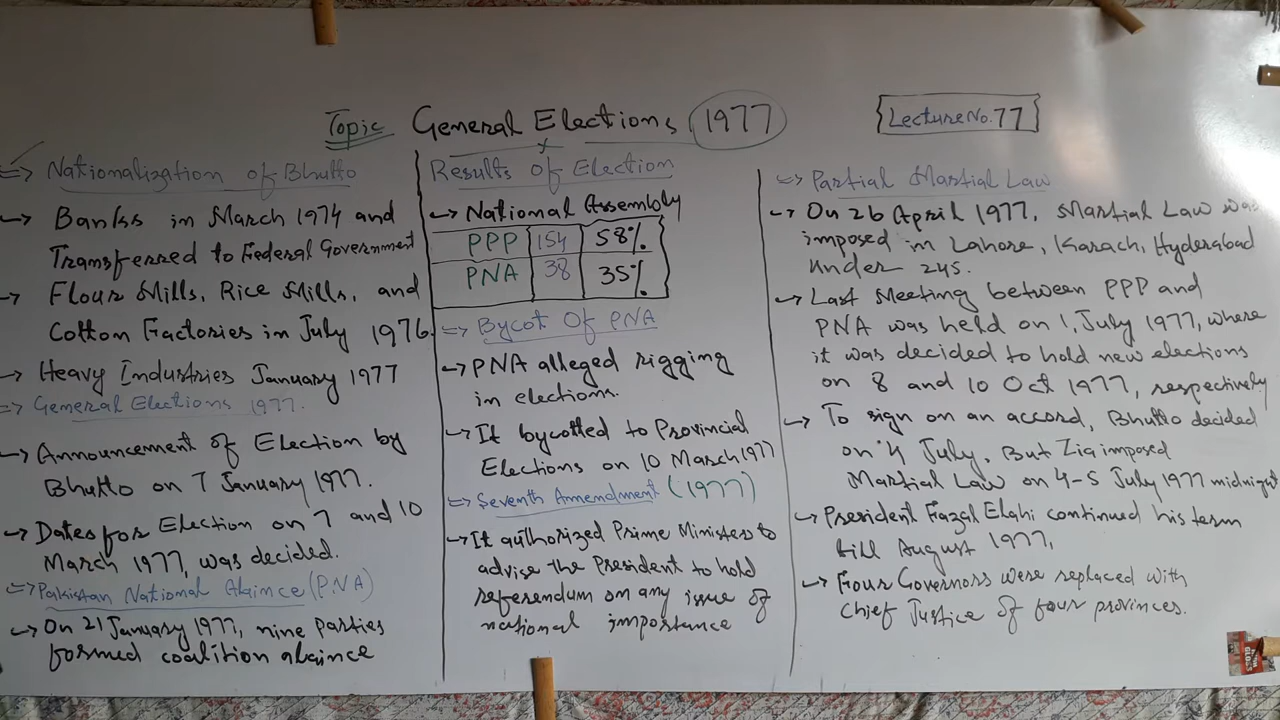 Topic General Elections 1977
Lecture No. 77
=> Nationalization of Bhutto
-> Banks in March 1974 and
Transferred to Federal Government
-> Flour Mills, Rice Mills, and
Cotton Factories in July 1976.
-> Heavy Industries January 1977
=> General Elections 1977.
-> Announcement of Election by
Bhutto on 7 January 1977.
-> Dates for Election on 7 and 10
March 1977, was decided.
=> Pakistan National Alaince (PNA)
-> On 21 January 1977, nine parties
formed coalition alaince
Results of Election
-> National Assembly
PPP 154 58%
PNA 38 35%
=> Bycot Of PNA
-> PNA alleged rigging
in elections.
-> It bycotted to Provincial
Elections on 10 March 1977
=> Seventh Amendment (1977)
-> It authorized Prime Ministers to
advise the President to hold
referendum on any issue of
national importance
=> Partial Martial Law
-> On 26 April 1977, Martial Law was
imposed in Lahore, Karach, Hyderabad
under 245.
-> Last Meeting between PPP and
PNA was held on 1, July 1977, where
it was decided to hold new elections
on 8 and 10 Oct 1977, respectively
-> To sign on an accord, Bhutto decided
on 4 July. But Zia imposed
Martial Law on 4-5 July 1977 midnight
-> President Fazal Elahi continued his term
till August 1977,
-> Four Governors were replaced with
Chief Justice of four provinces.